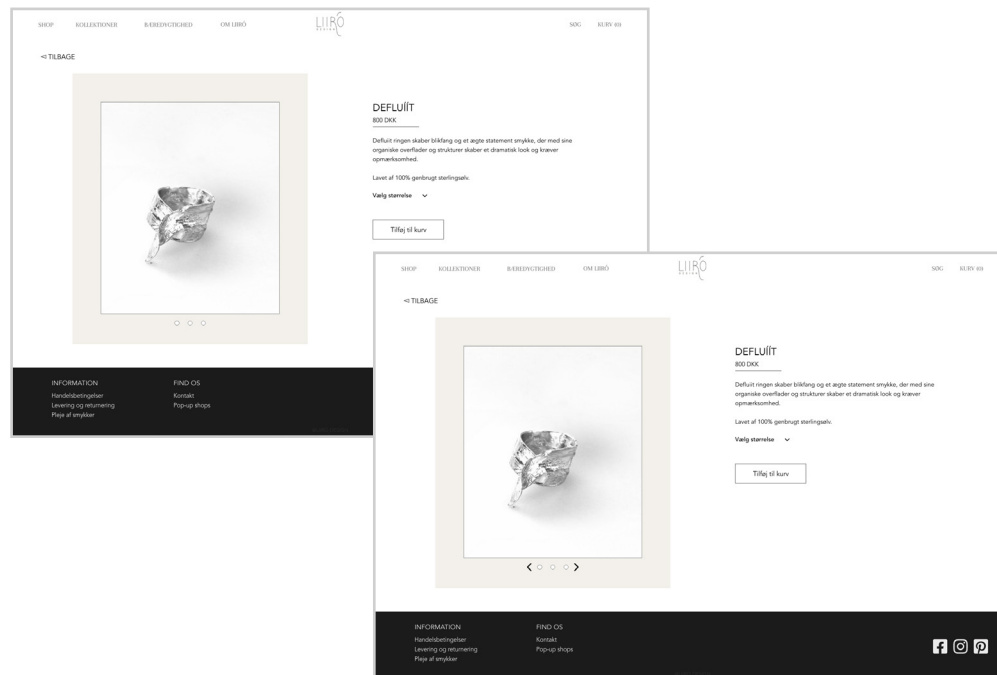 SHOP KOLLEKTIONER BÆREDYGTIGHED OM LIIRÓ LIIRÓ DESIGN SØG KURV (0)
TILBAGE
DEFLUÍÍT
800 DKK
Defluiit ringen skaber blikfang og et ægte statement smykke, der med sine
organiske overflader og strukturer skaber et dramatisk look og kræver
opmærksomhed.
Lavet af 100% genbrugt sterlingsølv.
Vælg størrelse
Tilføj til kurv
INFORMATION
Handelsbetingelser
Levering og returnering
Pleje af smykker
FIND OS
Kontakt
Pop-up shops
SHOP KOLLEKTIONER BÆREDYGTIGHED OM LIIRÓ LIIRÓ DESIGN SØG KURV (0)
TILBAGE
DEFLUÍÍT
800 DKK
Defluiit ringen skaber blikfang og et ægte statement smykke, der med sine
organiske overflader og strukturer skaber et dramatisk look og kræver
opmærksomhed.
Lavet af 100% genbrugt sterlingsølv.
Vælg størrelse
Tilføj til kurv
INFORMATION
Handelsbetingelser
Levering og returnering
Pleje af smykker
FIND OS
Kontakt
Pop-up shops